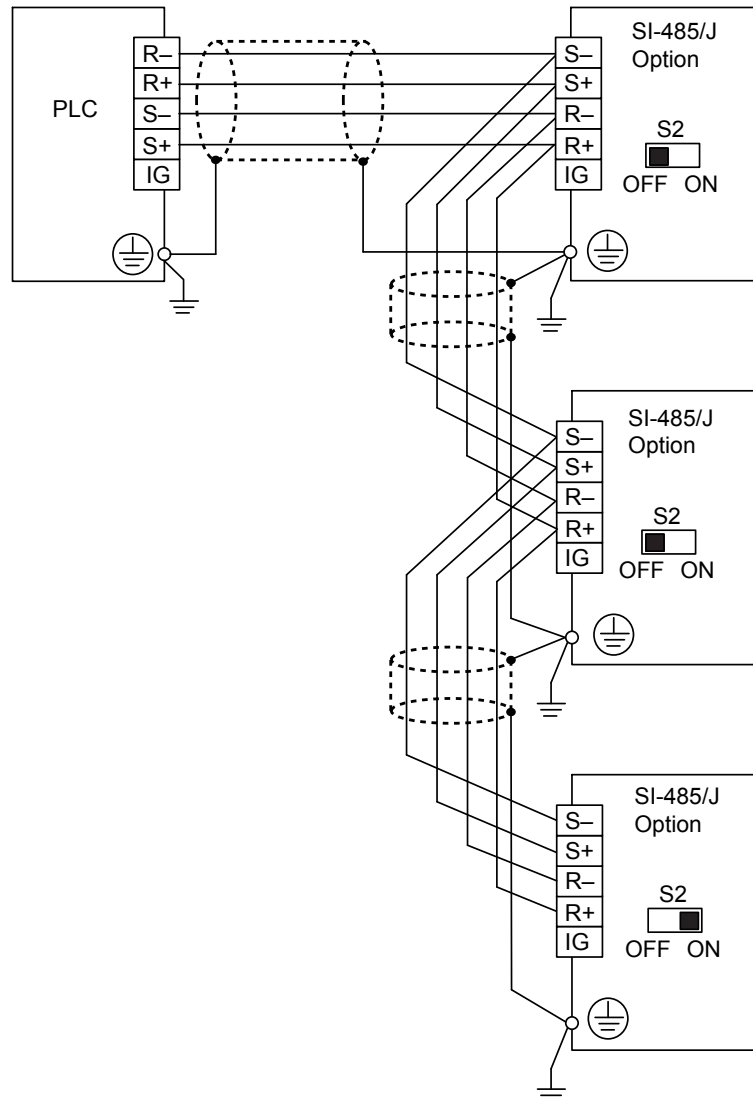 PLC
R–
R+
S–
S+
IG
S–
S+
R–
R+
IG
SI-485/J
Option
S2
OFF ON
S–
S+
R–
R+
IG
SI-485/J
Option
S2
OFF ON
S–
S+
R–
R+
IG
SI-485/J
Option
S2
OFF ON